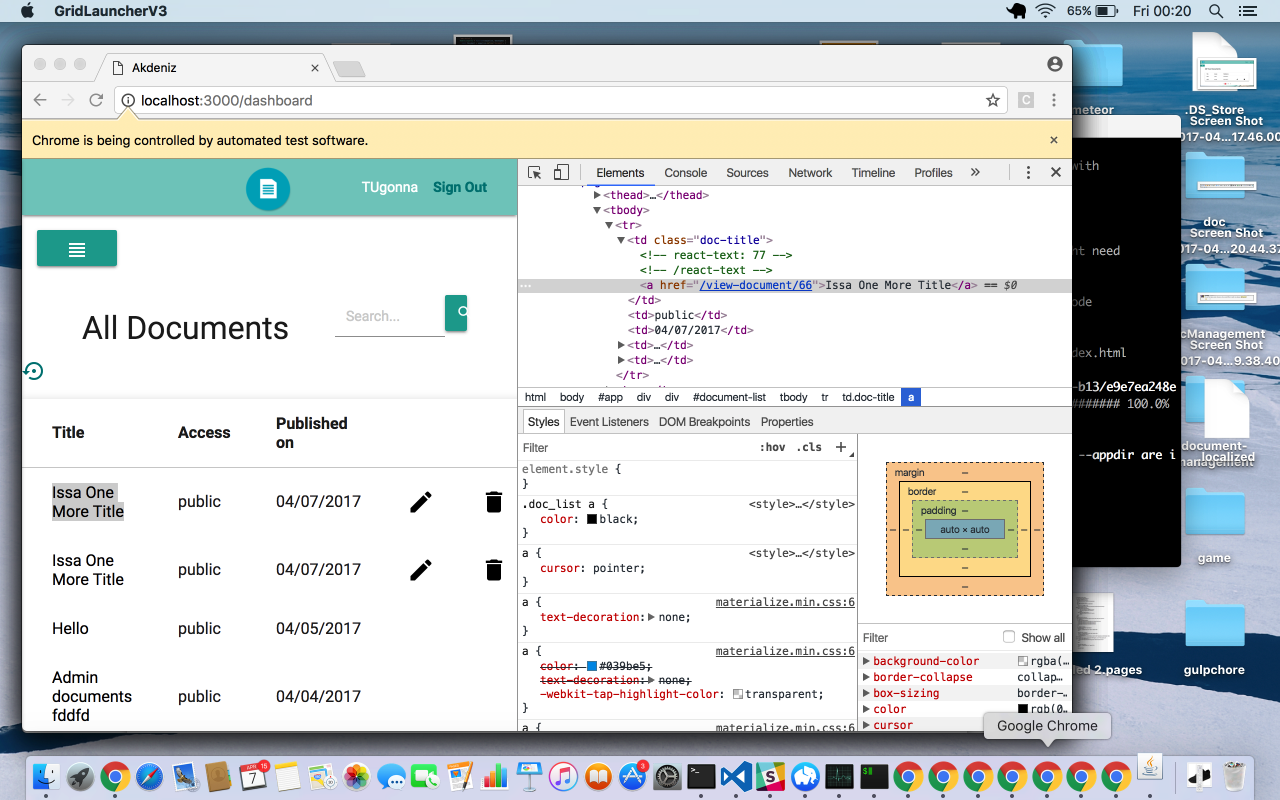 GridLauncherV3
65%
Fri 00:20
Akdeniz
localhost:3000/dashboard
C
Chrome is being controlled by automated test software.
TUgonna
Sign Out
All Documents
Search...
Title Access Published on
Issa One More Title public 04/07/2017
Issa One More Title public 04/07/2017
Hello public 04/05/2017
Admin documents fddfd public 04/04/2017
Elements Console Sources Network Timeline Profiles »
▶<thead>…</thead>
▼<tbody>
▼<tr>
▼<td class="doc-title">
<!-- react-text: 77 -->
<!-- /react-text -->
<a href="/view-document/66">Issa One More Title</a> == $0
</td>
<td>public</td>
<td>04/07/2017</td>
▶<td>…</td>
▶<td>…</td>
</tr>
html body #app div div #document-list tbody tr td.doc-title a
Styles Event Listeners DOM Breakpoints Properties
Filter :hov .cls +
element.style {
}
.doc_list a { <style>…</style>
color: black;
}
a { <style>…</style>
cursor: pointer;
}
a { materialize.min.css:6
text-decoration:▶ none;
}
a { materialize.min.css:6
color: #039be5;
text-decoration:▶ none;
-webkit-tap-highlight-color: transparent;
}
a { materialize.min.css:6
margin –
border –
padding –
– – – auto × auto – – –
–
–
–
Filter Show all
▶ background-color rgba(…
▶ border-collapse collap…
▶ box-sizing border-…
▶ color rgb(0…
▶ cursor
Google Chrome
with
nt need
ode
dex.html
-b13/e9e7ea248e
####### 100.0%
--appdir are i
meteor
.DS_Store
Screen Shot
017-04...17.46.00
doc
Screen Shot
017-04...20.44.37
cManagement
Screen Shot
017-04...9.38.40
document-
management
.localized
game
led 2.pages
gulpchore
APR
7
15
3